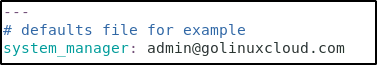 ---
# defaults file for example
system_manager: admin@golinuxcloud.com